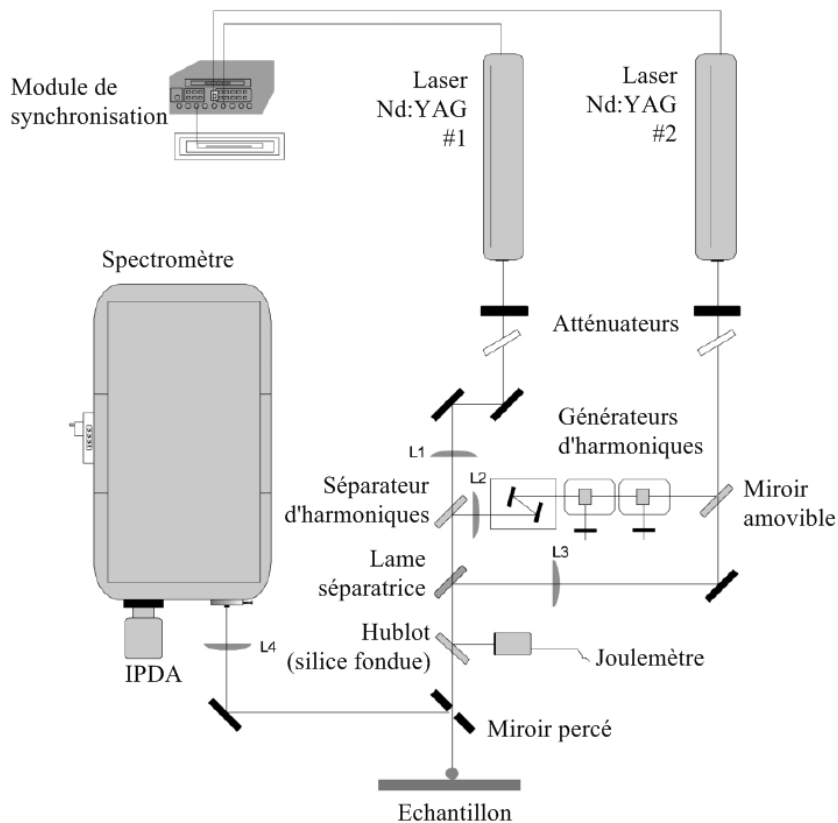 Module de
synchronisation
Laser
Nd:YAG
#1
Laser
Nd:YAG
#2
Spectromètre
Atténuateurs
Générateurs
d'harmoniques
L1
L2
Séparateur
d'harmoniques
Miroir
amovible
Lame
séparatrice
L3
Hublot
(silice fondue)
Joulemètre
L4
IPDA
Miroir percé
Echantillon